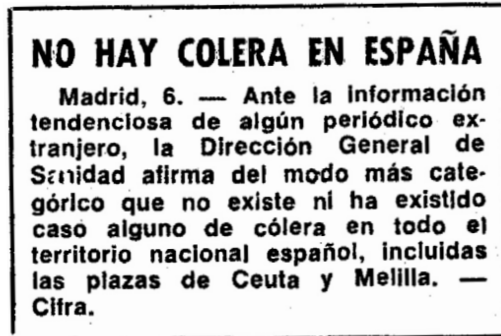 NO HAY COLERA EN ESPAÑA
Madrid, 6. — Ante la información
tendenciosa de algún periódico ex-
tranjero, la Dirección General de
Sanidad afirma del modo más cate-
górico que no existe ni ha existido
caso alguno de cólera en todo el
territorio nacional español, incluidas
las plazas de Ceuta y Melilla. —
Cifra.